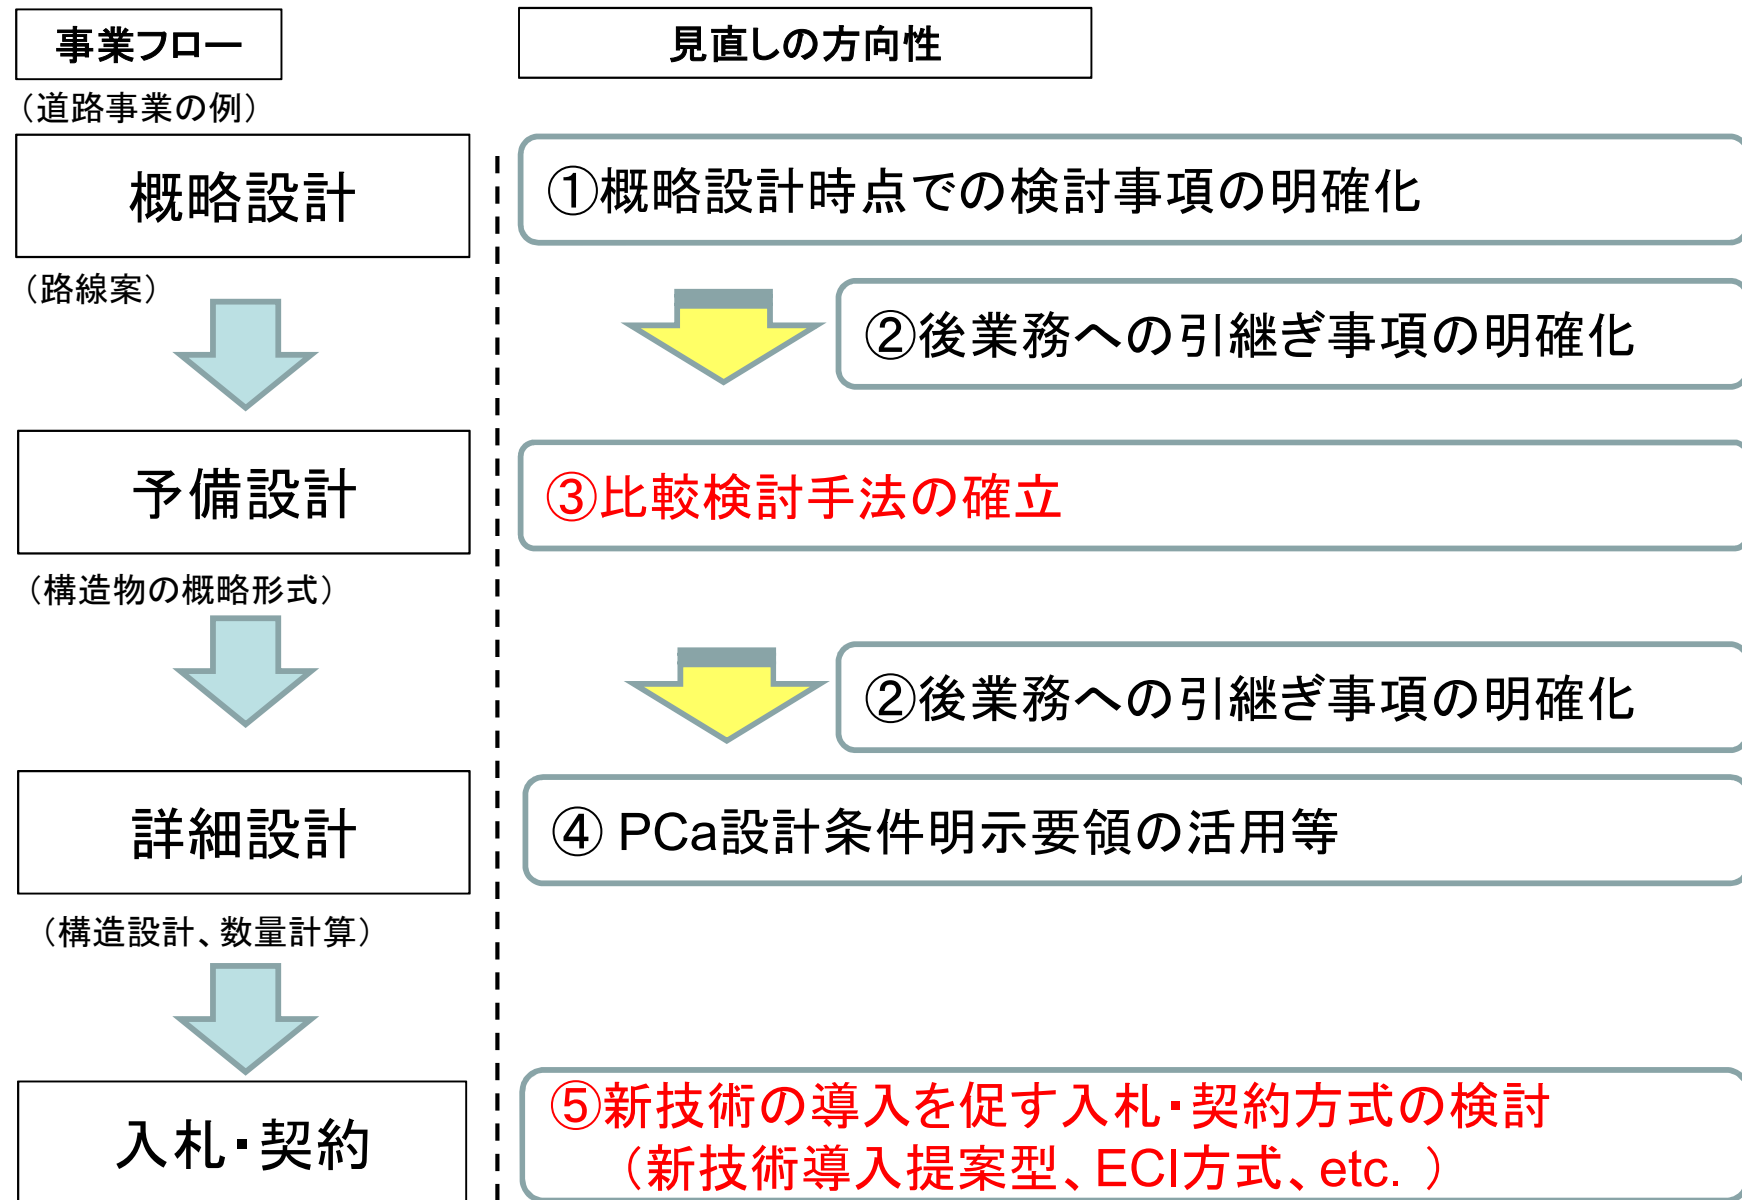 事業フロー
見直しの方向性
（道路事業の例）
概略設計
①概略設計時点での検討事項の明確化
（路線案）
②後業務への引継ぎ事項の明確化
予備設計
③比較検討手法の確立
（構造物の概略形式）
②後業務への引継ぎ事項の明確化
詳細設計
④ PCa設計条件明示要領の活用等
（構造設計、数量計算）
入札・契約
⑤新技術の導入を促す入札・契約方式の検討
（新技術導入提案型、ECI方式、etc. ）